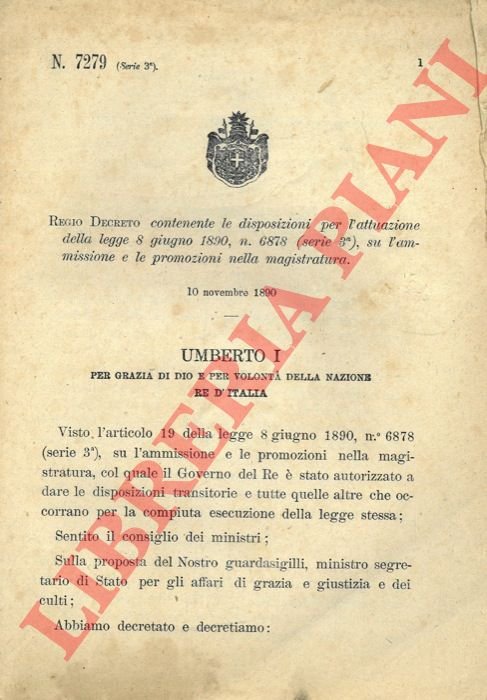 N. 7279 (Serie 3ª).
1
REGIO DECRETO contenente le disposizioni per l'attuazione
della legge 8 giugno 1890, n. 6878 (serie 3ª), su l'am-
missione e le promozioni nella magistratura.
10 novembre 1890
UMBERTO I
PER GRAZIA DI DIO E PER VOLONTÀ DELLA NAZIONE
RE D'ITALIA
Visto l'articolo 19 della legge 8 giugno 1890, n.º 6878
(serie 3ª), su l'ammissione e le promozioni nella magi-
stratura, col quale il Governo del Re è stato autorizzato a
dare le disposizioni transitorie e tutte quelle altre che oc-
corrano per la compiuta esecuzione della legge stessa;
Sentito il consiglio dei ministri;
Sulla proposta del Nostro guardasigilli, ministro segre-
tario di Stato per gli affari di grazia e giustizia e dei
culti;
Abbiamo decretato e decretiamo:
LIBRERIA PIANI